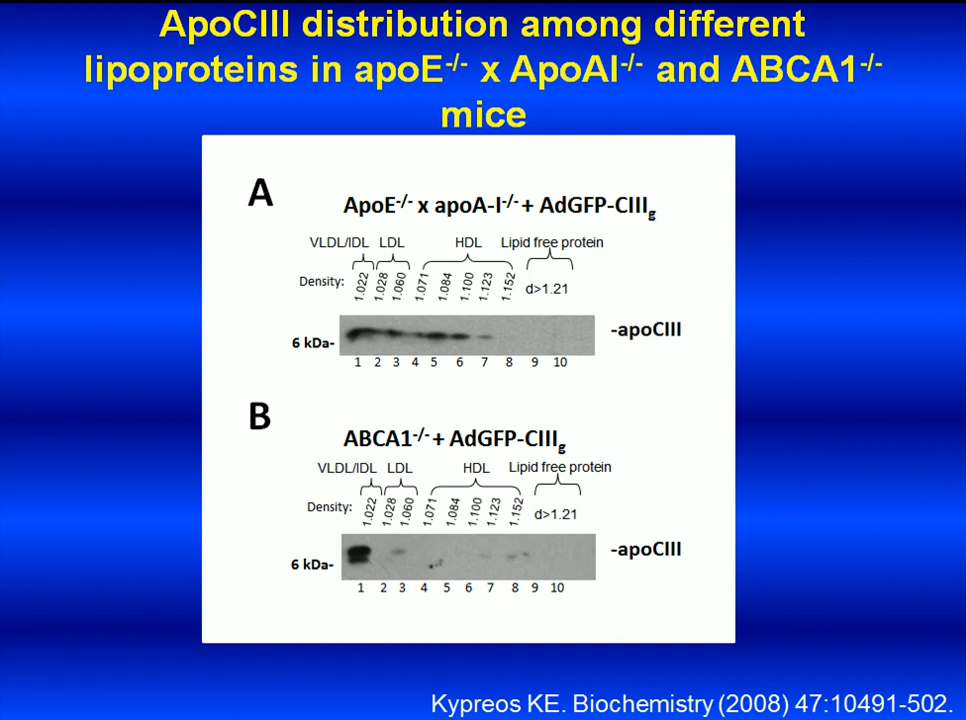 ApoCIII distribution among different
lipoproteins in apoE-/- x ApoAI-/- and ABCA1-/-
mice
A
ApoE-/- x apoA-I-/- + AdGFP-CIIIg
VLDL/IDL LDL HDL Lipid free protein
Density: 1.022 1.028 1.060 1.071 1.084 1.100 1.123 1.152 d>1.21
-apoCIII
6 kDa-
1 2 3 4 5 6 7 8 9 10
B
ABCA1-/- + AdGFP-CIIIg
VLDL/IDL LDL HDL Lipid free protein
Density: 1.022 1.028 1.060 1.071 1.084 1.100 1.123 1.152 d>1.21
-apoCIII
6 kDa-
1 2 3 4 5 6 7 8 9 10
Kypreos KE. Biochemistry (2008) 47:10491-502.